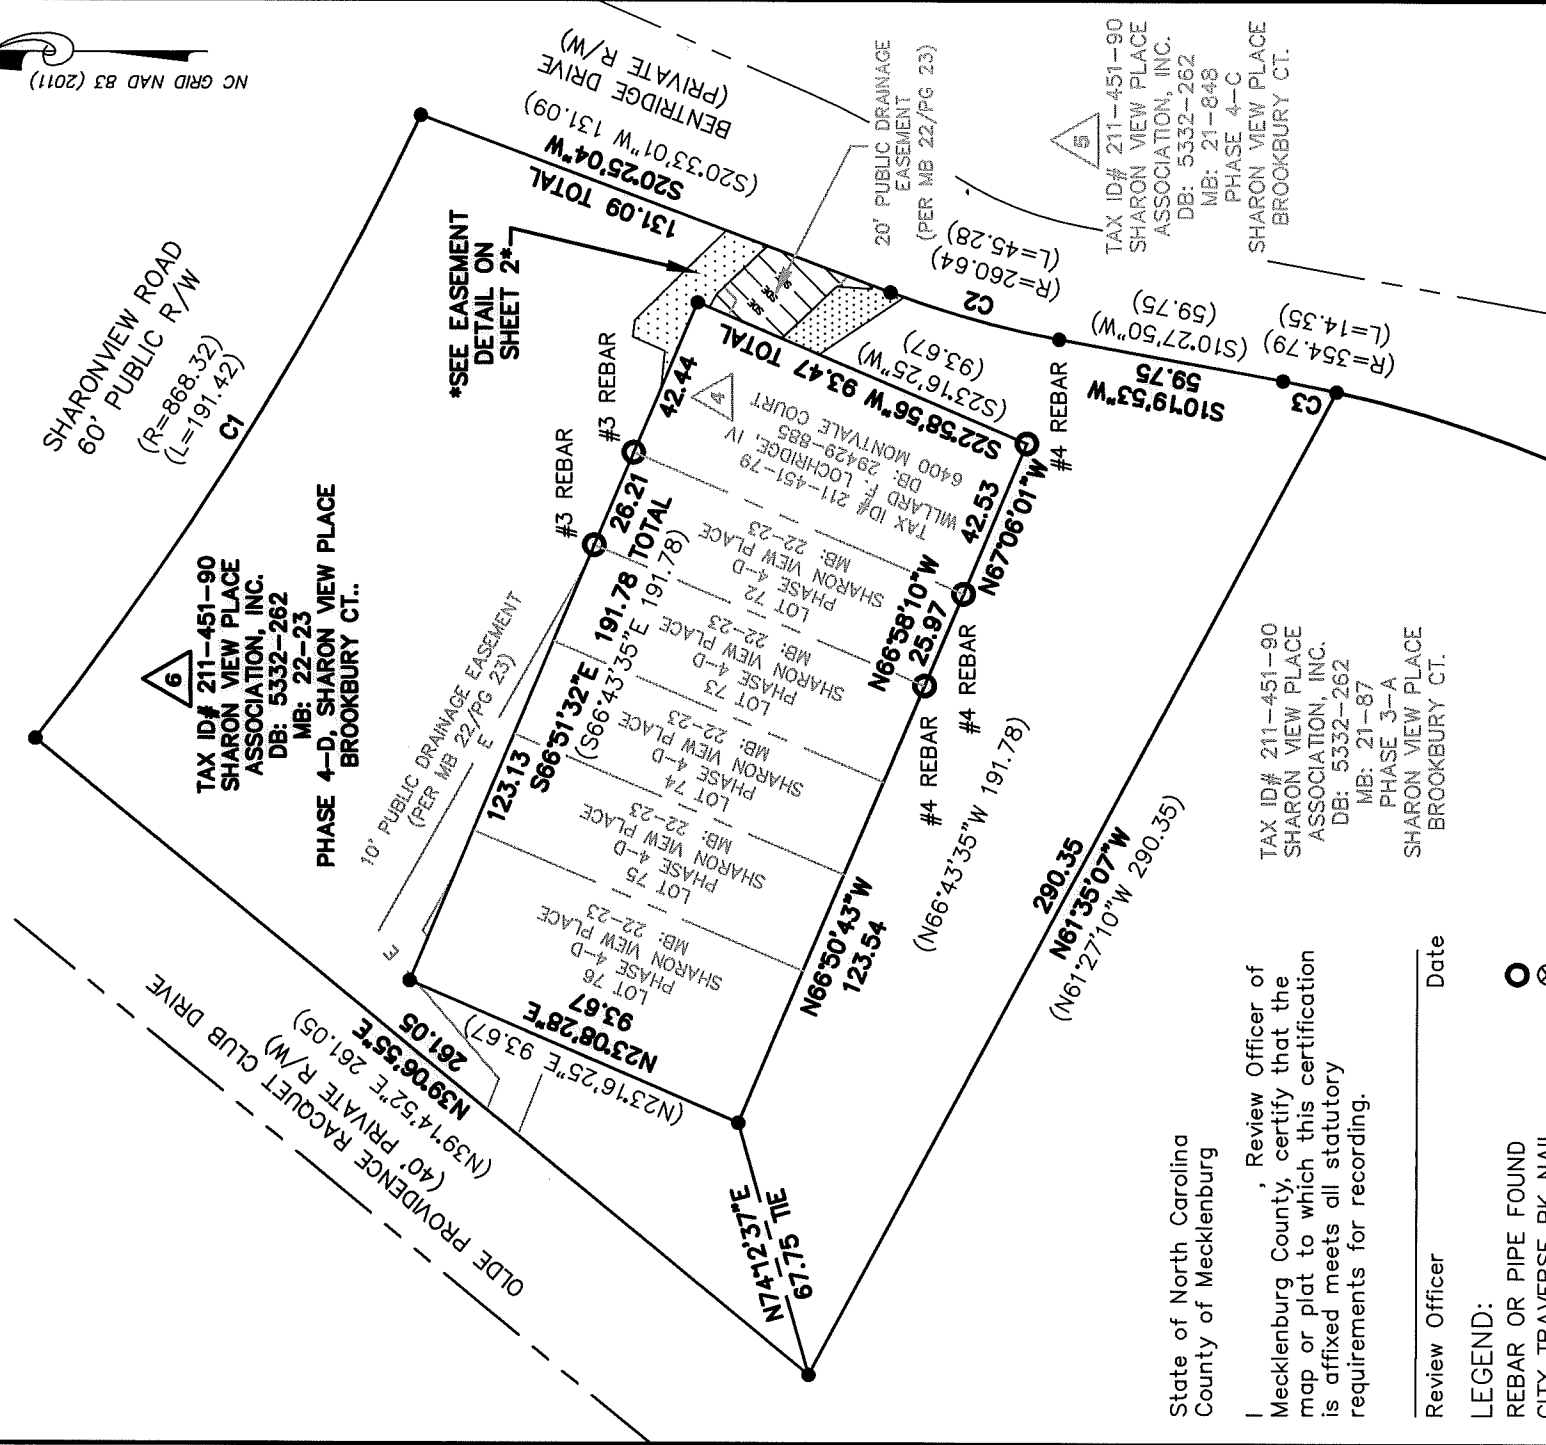 NC GRID NAD 83 (2011)
SHARONVIEW ROAD
60' PUBLIC R/W
(R=868.32)
(L=191.42)
C1
BENTRIDGE DRIVE
(PRIVATE R/W)
(S20°33'01"W 131.09)
S20°25'04"W
131.09 TOTAL
*SEE EASEMENT
DETAIL ON
SHEET 2*
20' PUBLIC DRAINAGE
EASEMENT
(PER MB 22/PG 23)
SDE
SDE
5
TAX ID# 211-451-90
SHARON VIEW PLACE
ASSOCIATION, INC.
DB: 5332-262
MB: 21-848
PHASE 4-C
SHARON VIEW PLACE
BROOKBURY CT.
C2
(R=260.64)
(L=45.28)
S10°19'53"W
59.75
(S10°27'50"W)
(59.75)
C3
(R=354.79)
(L=14.35)
6
TAX ID# 211-451-90
SHARON VIEW PLACE
ASSOCIATION, INC.
DB: 5332-262
MB: 22-23
PHASE 4-D, SHARON VIEW PLACE
BROOKBURY CT..
#3 REBAR
#3 REBAR
42.44
26.21
123.13
S66°51'32"E 191.78 TOTAL
(S66°43'35"E 191.78)
10' PUBLIC DRAINAGE EASEMENT
(PER MB 22/PG 23)
E
E
S22°58'56"W 93.47 TOTAL
(S23°16'25"W)
(93.67)
4
TAX ID# 211-451-79
WILLARD F. LOCHRIDGE, IV
DB: 29429-885
6400 MONTVALE COURT
LOT 72
PHASE 4-D
SHARON VIEW PLACE
MB: 22-23
LOT 73
PHASE 4-D
SHARON VIEW PLACE
MB: 22-23
LOT 74
PHASE 4-D
SHARON VIEW PLACE
MB: 22-23
LOT 75
PHASE 4-D
SHARON VIEW PLACE
MB: 22-23
LOT 76
PHASE 4-D
SHARON VIEW PLACE
MB: 22-23
#4 REBAR
42.53
N67°06'01"W
#4 REBAR
N66°58'10"W
25.97
#4 REBAR
N66°50'43"W
123.54
(N66°43'35"W 191.78)
N23°08'28"E
93.67
(N23°16'25"E 93.67)
OLDE PROVIDENCE RACQUET CLUB DRIVE
(40' PRIVATE R/W)
(N39°14'52"E 261.05)
N39°06'55"E
261.05
N74°12'37"E
67.75 TIE
290.35
N61°35'07"W
(N61°27'10"W 290.35)
TAX ID# 211-451-90
SHARON VIEW PLACE
ASSOCIATION, INC.
DB: 5332-262
MB: 21-87
PHASE 3-A
SHARON VIEW PLACE
BROOKBURY CT.
State of North Carolina
County of Mecklenburg
I , Review Officer of
Mecklenburg County, certify that the
map or plat to which this certification
is affixed meets all statutory
requirements for recording.
Review Officer Date
LEGEND:
REBAR OR PIPE FOUND
CITY TRAVERSE PK NAIL